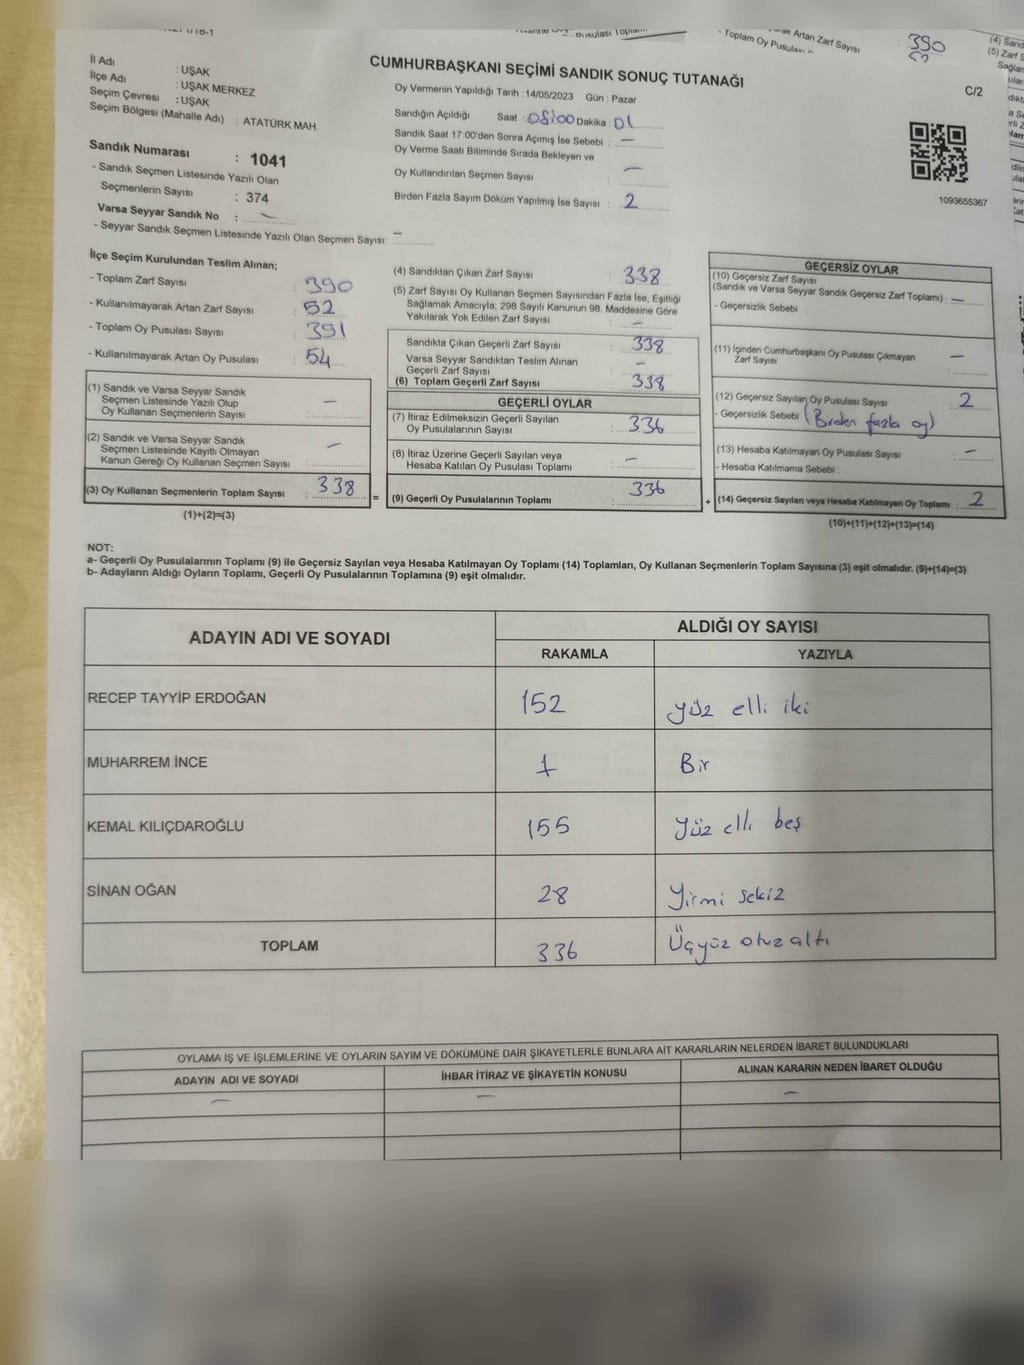 390
CUMHURBAŞKANI SEÇİMİ SANDIK SONUÇ TUTANAĞI
C/2
İl Adı : UŞAK
İlçe Adı : UŞAK MERKEZ
Seçim Çevresi : UŞAK
Seçim Bölgesi (Mahalle Adı) : ATATÜRK MAH.
Sandık Numarası : 1041
- Sandık Seçmen Listesinde Yazılı Olan
Seçmenlerin Sayısı : 374
Varsa Seyyar Sandık No : -
- Seyyar Sandık Seçmen Listesinde Yazılı Olan Seçmen Sayısı: -
Oy Vermenin Yapıldığı Tarih : 14/05/2023 Gün : Pazar
Sandığın Açıldığı Saat : 08:00 Dakika : 01
Sandık Saat 17:00'den Sonra Açımış İse Sebebi : -
Oy Verme Saati Bitiminde Sırada Bekleyen ve
Oy Kullandırılan Seçmen Sayısı : -
Birden Fazla Sayım Döküm Yapılmış İse Sayısı : 2
1093655367
İlçe Seçim Kurulundan Teslim Alınan;
- Toplam Zarf Sayısı : 390
- Kullanılmayarak Artan Zarf Sayısı : 52
- Toplam Oy Pusulası Sayısı : 391
- Kullanılmayarak Artan Oy Pusulası : 54
(1) Sandık ve Varsa Seyyar Sandık
Seçmen Listesinde Yazılı Olup
Oy Kullanan Seçmenlerin Sayısı : -
(2) Sandık ve Varsa Seyyar Sandık
Seçmen Listesinde Kayıtlı Olmayan
Kanun Gereği Oy Kullanan Seçmen Sayısı : -
(3) Oy Kullanan Seçmenlerin Toplam Sayısı : 338
(1)+(2)=(3)
(4) Sandıktan Çıkan Zarf Sayısı : 338
(5) Zarf Sayısı Oy Kullanan Seçmen Sayısından Fazla İse, Eşitliği
Sağlamak Amacıyla, 298 Sayılı Kanunun 98. Maddesine Göre
Yakılarak Yok Edilen Zarf Sayısı : -
Sandıkta Çıkan Geçerli Zarf Sayısı : 338
Varsa Seyyar Sandıktan Teslim Alınan
Geçerli Zarf Sayısı : -
(6) Toplam Geçerli Zarf Sayısı : 338
GEÇERLİ OYLAR
(7) İtiraz Edilmeksizin Geçerli Sayılan
Oy Pusulalarının Sayısı : 336
(8) İtiraz Üzerine Geçerli Sayılan veya
Hesaba Katılan Oy Pusulası Toplamı : -
= (9) Geçerli Oy Pusulalarının Toplamı : 336
GEÇERSİZ OYLAR
(10) Geçersiz Zarf Sayısı
(Sandık ve Varsa Seyyar Sandık Geçersiz Zarf Toplamı) : -
- Geçersizlik Sebebi :
(11) İçinden Cumhurbaşkanı Oy Pusulası Çıkmayan
Zarf Sayısı : -
(12) Geçersiz Sayılan Oy Pusulası Sayısı : 2
- Geçersizlik Sebebi (Birden fazla oy)
(13) Hesaba Katılmayan Oy Pusulası Sayısı : -
- Hesaba Katılmama Sebebi :
+ (14) Geçersiz Sayılan veya Hesaba Katılmayan Oy Toplamı : 2
(10)+(11)+(12)+(13)=(14)
NOT:
a- Geçerli Oy Pusulalarının Toplamı (9) ile Geçersiz Sayılan veya Hesaba Katılmayan Oy Toplamı (14) Toplamları, Oy Kullanan Seçmenlerin Toplam Sayısına (3) eşit olmalıdır. (9)+(14)=(3)
b- Adayların Aldığı Oyların Toplamı, Geçerli Oy Pusulalarının Toplamına (9) eşit olmalıdır.
ADAYIN ADI VE SOYADI
ALDIĞI OY SAYISI
RAKAMLA YAZIYLA
RECEP TAYYİP ERDOĞAN 152 yüz elli iki
MUHARREM İNCE 1 Bir
KEMAL KILIÇDAROĞLU 155 yüz elli beş
SİNAN OĞAN 28 Yirmi sekiz
TOPLAM 336 Üçyüz otuz altı
OYLAMA İŞ VE İŞLEMLERİNE VE OYLARIN SAYIM VE DÖKÜMÜNE DAİR ŞİKAYETLERLE BUNLARA AİT KARARLARIN NELERDEN İBARET BULUNDUKLARI
ADAYIN ADI VE SOYADI İHBAR İTİRAZ VE ŞİKAYETİN KONUSU ALINAN KARARIN NEDEN İBARET OLDUĞU
- - -